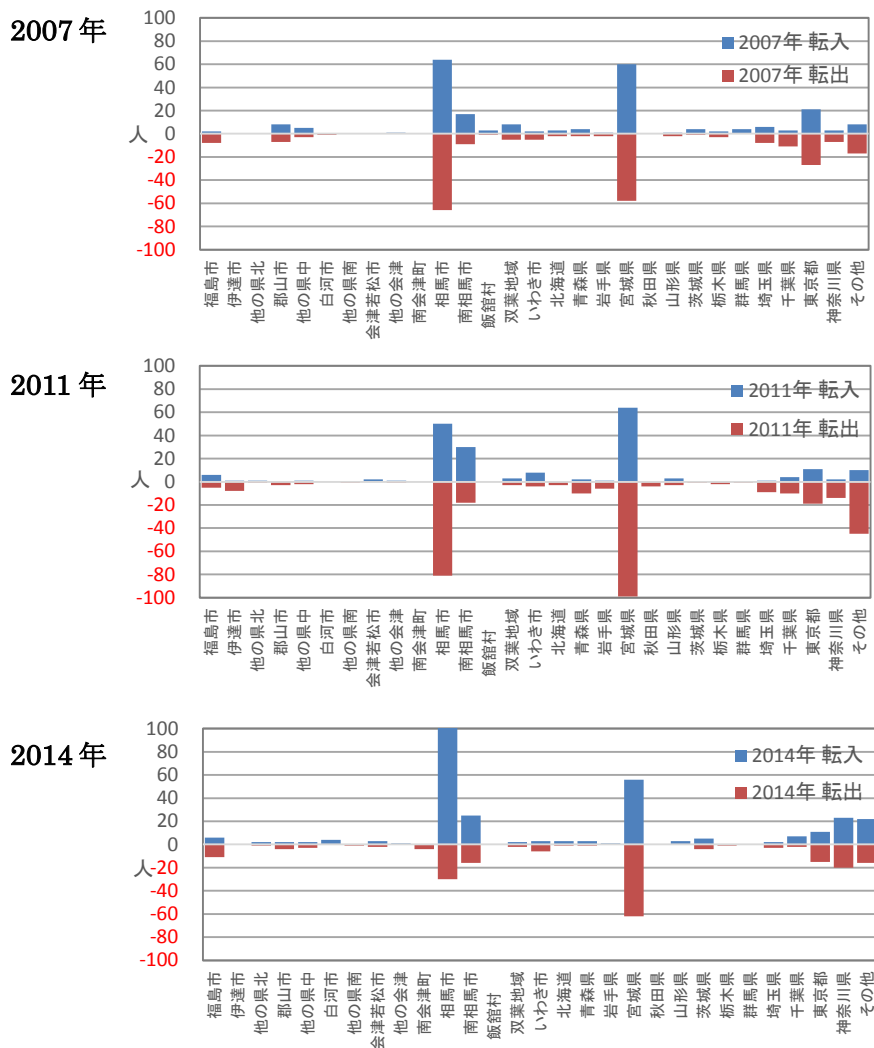 2007年
100
80
60
40
20
0
-20
-40
-60
-80
-100
人
2007年 転入
2007年 転出
福島市
伊達市
他の県北
郡山市
他の県中
白河市
他の県南
会津若松市
他の会津
南会津町
相馬市
南相馬市
飯舘村
双葉地域
いわき市
北海道
青森県
岩手県
宮城県
秋田県
山形県
茨城県
栃木県
群馬県
埼玉県
千葉県
東京都
神奈川県
その他
2011年
100
80
60
40
20
0
-20
-40
-60
-80
-100
人
2011年 転入
2011年 転出
福島市
伊達市
他の県北
郡山市
他の県中
白河市
他の県南
会津若松市
他の会津
南会津町
相馬市
南相馬市
飯舘村
双葉地域
いわき市
北海道
青森県
岩手県
宮城県
秋田県
山形県
茨城県
栃木県
群馬県
埼玉県
千葉県
東京都
神奈川県
その他
2014年
100
80
60
40
20
0
-20
-40
-60
-80
-100
人
2014年 転入
2014年 転出
福島市
伊達市
他の県北
郡山市
他の県中
白河市
他の県南
会津若松市
他の会津
南会津町
相馬市
南相馬市
飯舘村
双葉地域
いわき市
北海道
青森県
岩手県
宮城県
秋田県
山形県
茨城県
栃木県
群馬県
埼玉県
千葉県
東京都
神奈川県
その他